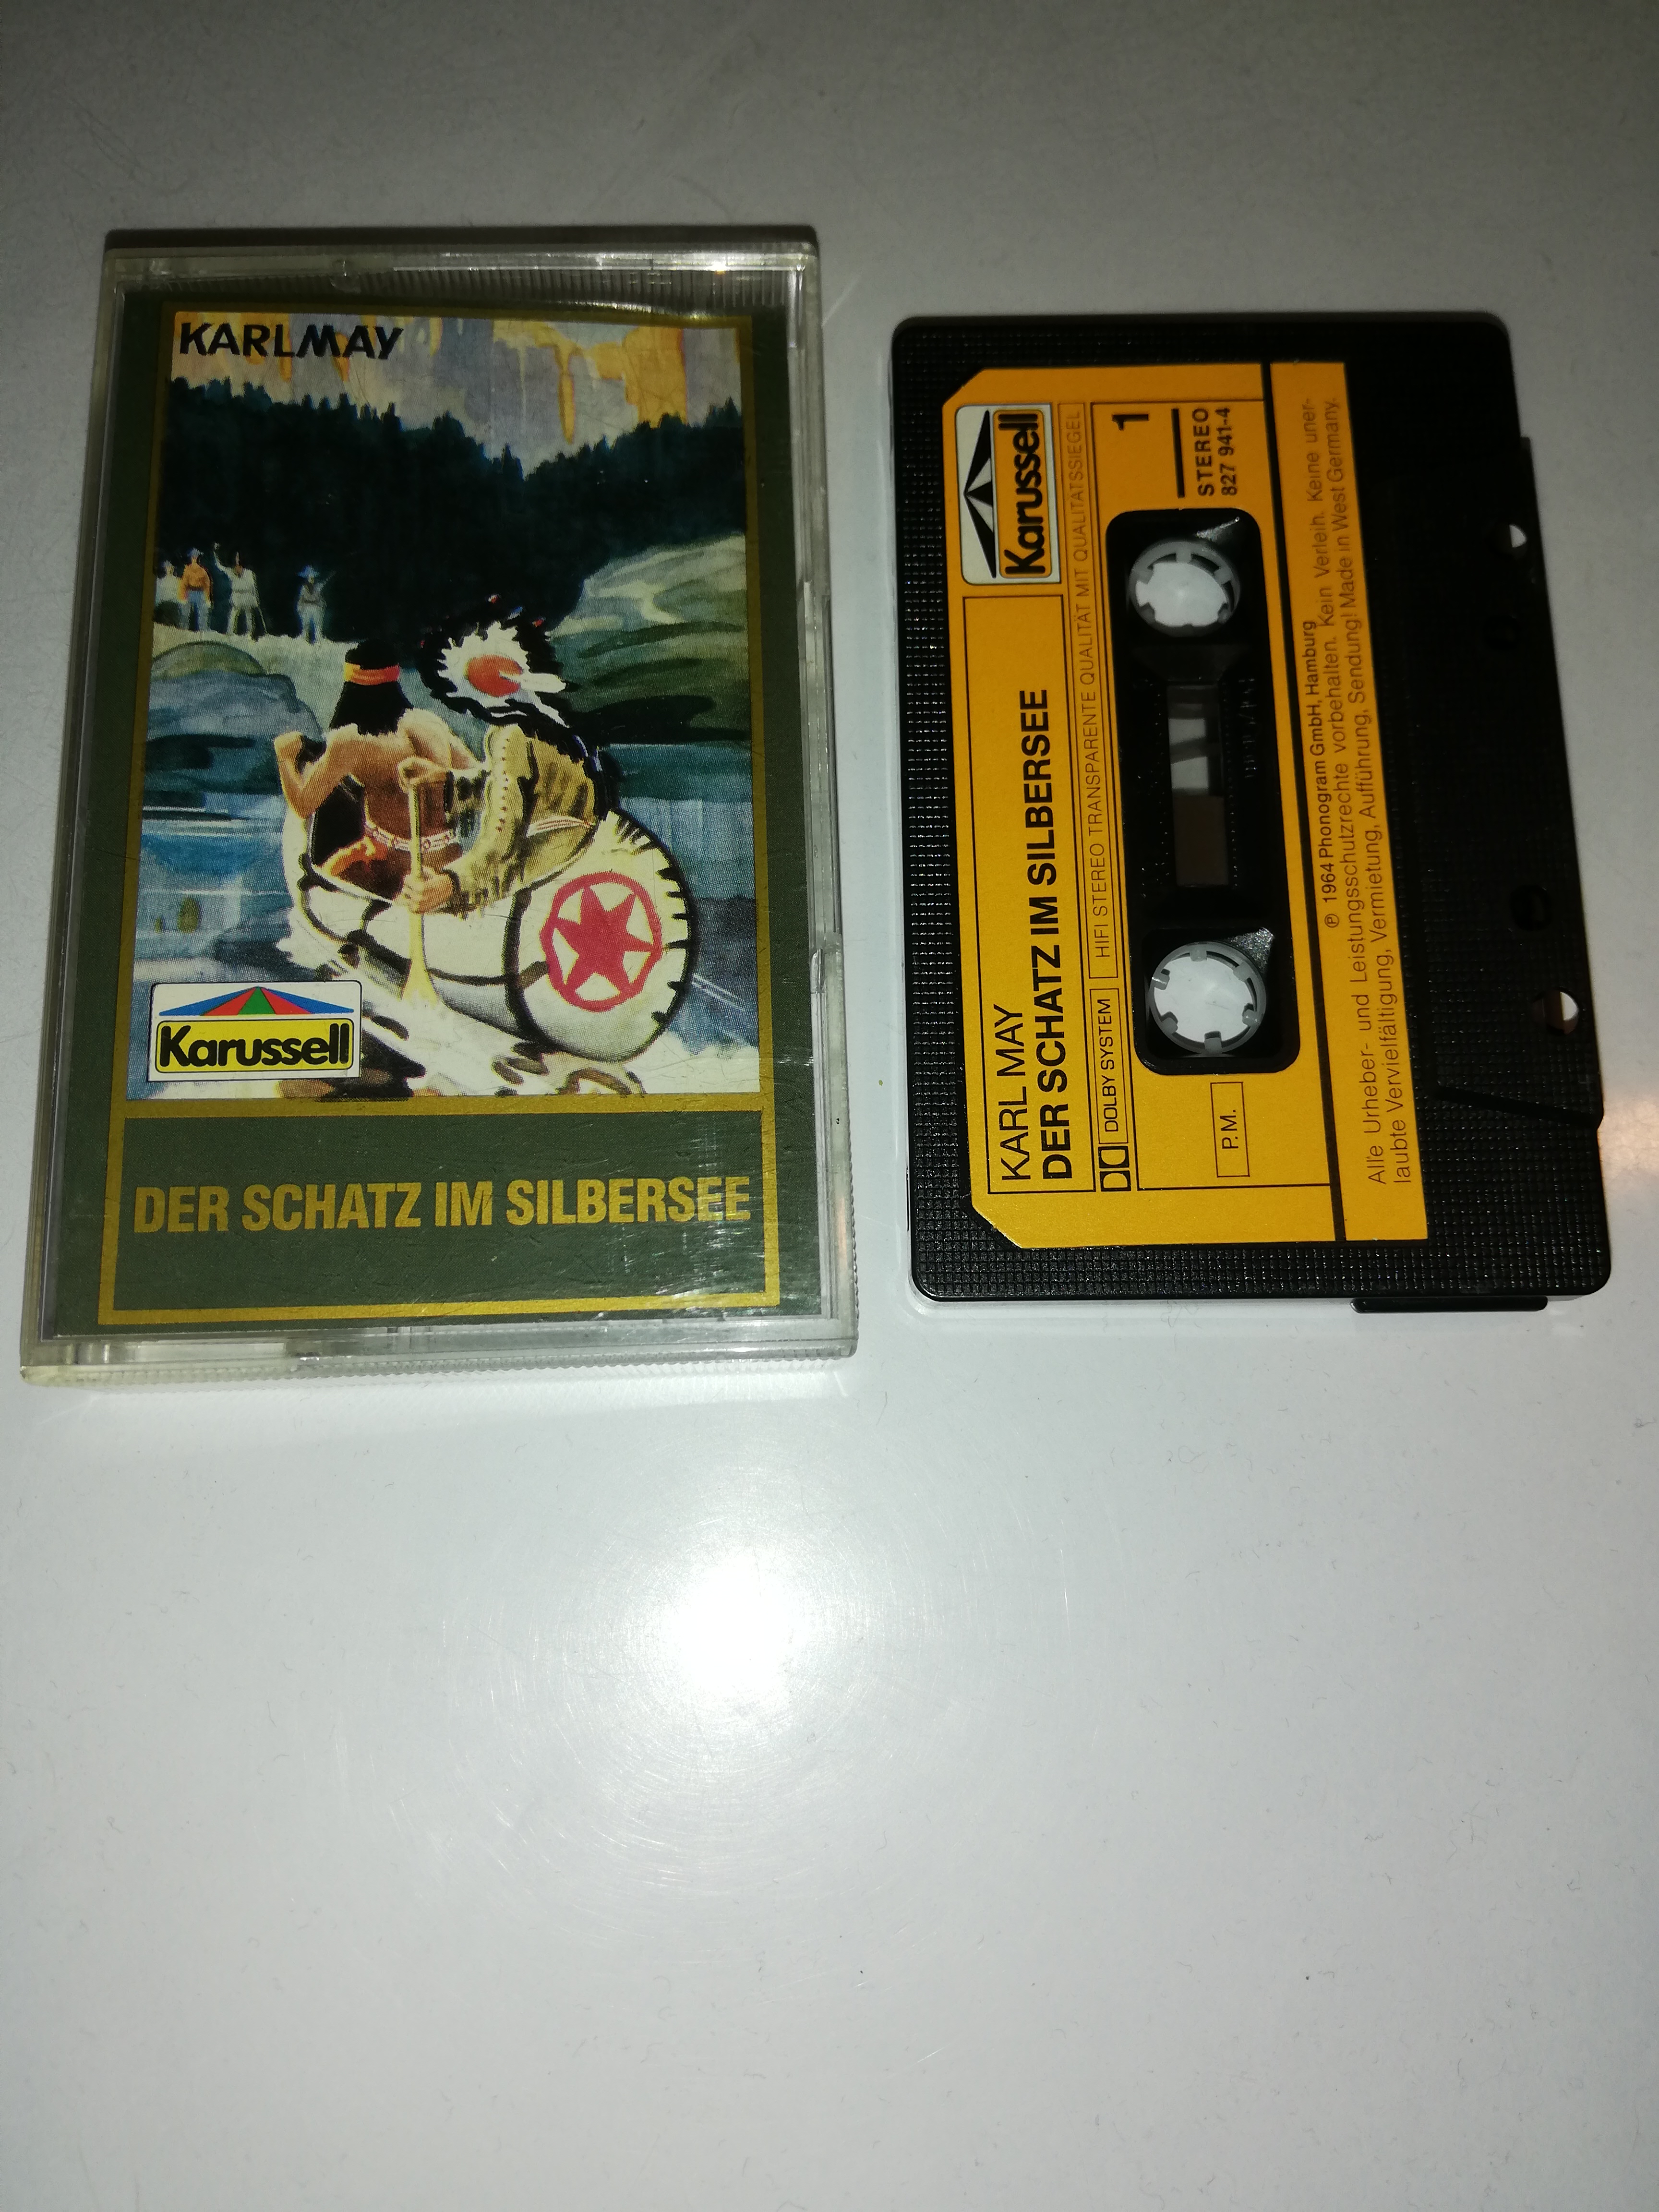 KARL MAY
Karussell
DER SCHATZ IM SILBERSEE
Karussell
KARL MAY
DER SCHATZ IM SILBERSEE
DOLBY SYSTEM
HIFI STEREO TRANSPARENTE QUALITÄT MIT QUALITÄTSSIEGEL
1
STEREO
827 941-4
P.M.
℗ 1964 Phonogram GmbH, Hamburg
Alle Urheber- und Leistungsschutzrechte vorbehalten. Kein Verleih. Keine uner-
laubte Vervielfältigung, Vermietung, Aufführung, Sendung! Made in West Germany.